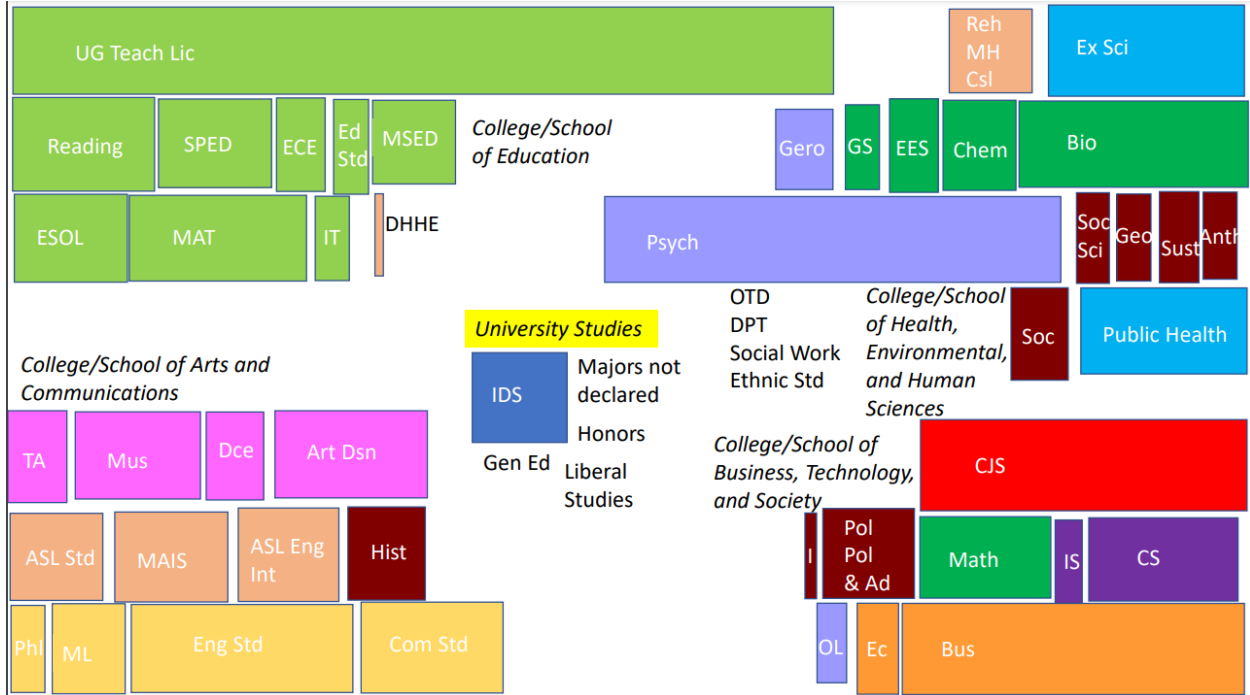 UG Teach Lic
Reh
MH
Csl
Ex Sci
Reading
SPED
ECE
Ed
Std
MSED
College/School
of Education
Gero
GS
EES
Chem
Bio
ESOL
MAT
IT
DHHE
Psych
Soc
Sci
Geo
Sust
Anth
OTD
DPT
Social Work
Ethnic Std
College/School
of Health,
Environmental,
and Human
Sciences
Soc
Public Health
University Studies
IDS
Majors not
declared
Honors
Gen Ed
Liberal
Studies
College/School of Arts and
Communications
TA
Mus
Dce
Art Dsn
College/School of
Business, Technology,
and Society
CJS
ASL Std
MAIS
ASL Eng
Int
Hist
I
Pol
Pol
& Ad
Math
IS
CS
Phl
ML
Eng Std
Com Std
OL
Ec
Bus